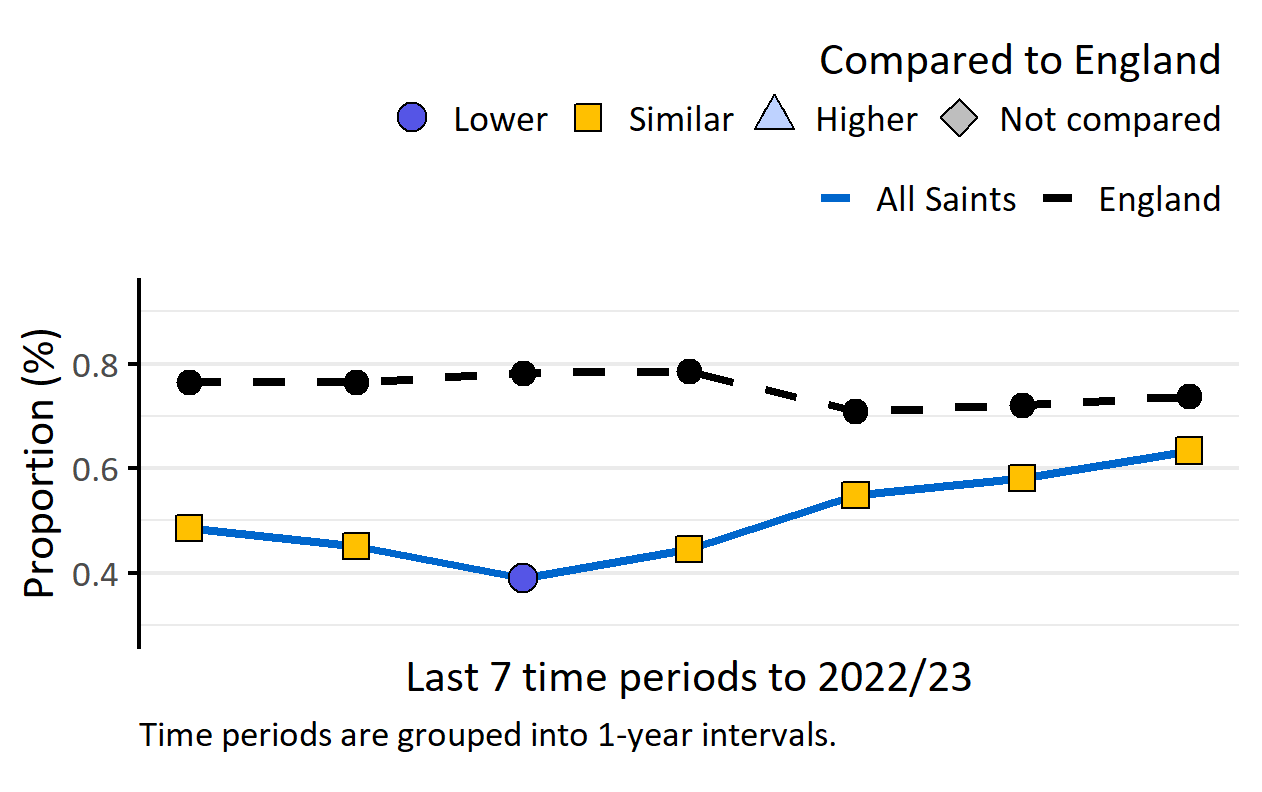 Compared to England
Lower Similar Higher Not compared
All Saints England
Proportion (%)
0.8
0.6
0.4
Last 7 time periods to 2022/23
Time periods are grouped into 1-year intervals.